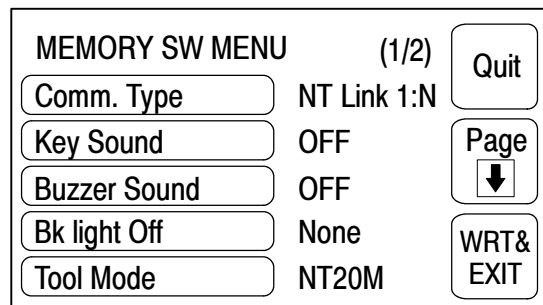 MEMORY SW MENU (1/2)
Quit
Comm. Type NT Link 1:N
Key Sound OFF
Page
Buzzer Sound OFF
Bk light Off None
WRT&
EXIT
Tool Mode NT20M